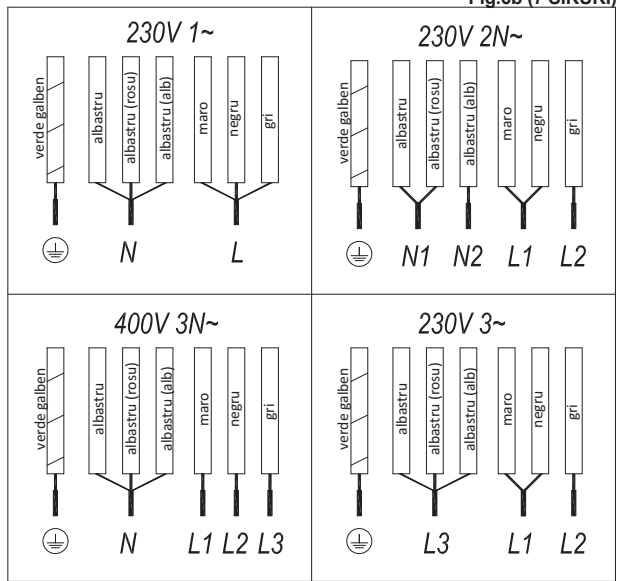 Fig.6b (7 ŞIRURI)
230V 1~
verde galben
albastru
albastru (rosu)
albastru (alb)
maro
negru
gri
N
L
230V 2N~
verde galben
albastru
albastru (rosu)
albastru (alb)
maro
negru
gri
N1 N2 L1 L2
400V 3N~
verde galben
albastru
albastru (rosu)
albastru (alb)
maro
negru
gri
N L1 L2 L3
230V 3~
verde galben
albastru
albastru (rosu)
albastru (alb)
maro
negru
gri
L3 L1 L2